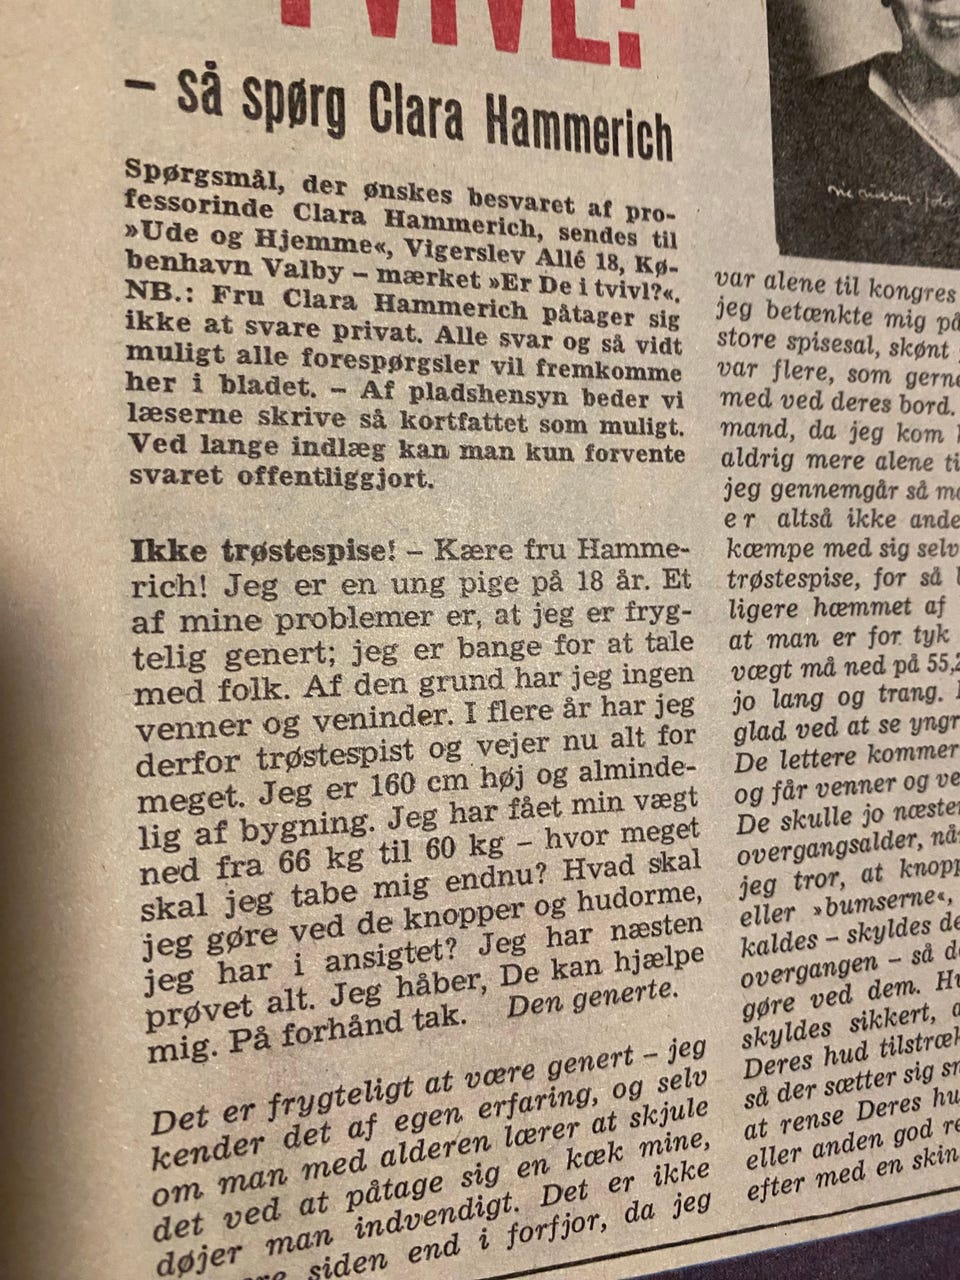 TVIVL!
– så spørg Clara Hammerich
Spørgsmål, der ønskes besvaret af pro-
fessorinde Clara Hammerich, sendes til
»Ude og Hjemme«, Vigerslev Allé 18, Kø-
benhavn Valby – mærket »Er De i tvivl?«.
NB.: Fru Clara Hammerich påtager sig
ikke at svare privat. Alle svar og så vidt
muligt alle forespørgsler vil fremkomme
her i bladet. – Af pladshensyn beder vi
læserne skrive så kortfattet som muligt.
Ved lange indlæg kan man kun forvente
svaret offentliggjort.
Ikke trøstespise! – Kære fru Hamme-
rich! Jeg er en ung pige på 18 år. Et
af mine problemer er, at jeg er fryg-
telig genert; jeg er bange for at tale
med folk. Af den grund har jeg ingen
venner og veninder. I flere år har jeg
derfor trøstespist og vejer nu alt for
meget. Jeg er 160 cm høj og alminde-
lig af bygning. Jeg har fået min vægt
ned fra 66 kg til 60 kg – hvor meget
skal jeg tabe mig endnu? Hvad skal
jeg gøre ved de knopper og hudorme,
jeg har i ansigtet? Jeg har næsten
prøvet alt. Jeg håber, De kan hjælpe
mig. På forhånd tak. Den generte.
Det er frygteligt at være genert – jeg
kender det af egen erfaring, og selv
om man med alderen lærer at skjule
det ved at påtage sig en kæk mine,
døjer man indvendigt. Det er ikke
siden end i forfjor, da jeg
var alene til kongres
jeg betænkte mig på
store spisesal, skønt
var flere, som gerne
med ved deres bord.
mand, da jeg kom
aldrig mere alene
jeg gennemgår så
er altså ikke
kæmpe med sig selv
trøstespise, for så
ligere hæmmet af
at man er for tyk
vægt må ned på 55,
jo lang og trang.
glad ved at se
De lettere kommer
og får venner og
De skulle jo næsten
overgangsalder,
jeg tror, at
eller »bumserne«,
kaldes – skyldes
overgangen – så
gøre ved dem.
skyldes sikkert,
Deres hud
så der sætter sig
at rense Deres
eller anden god
efter med en